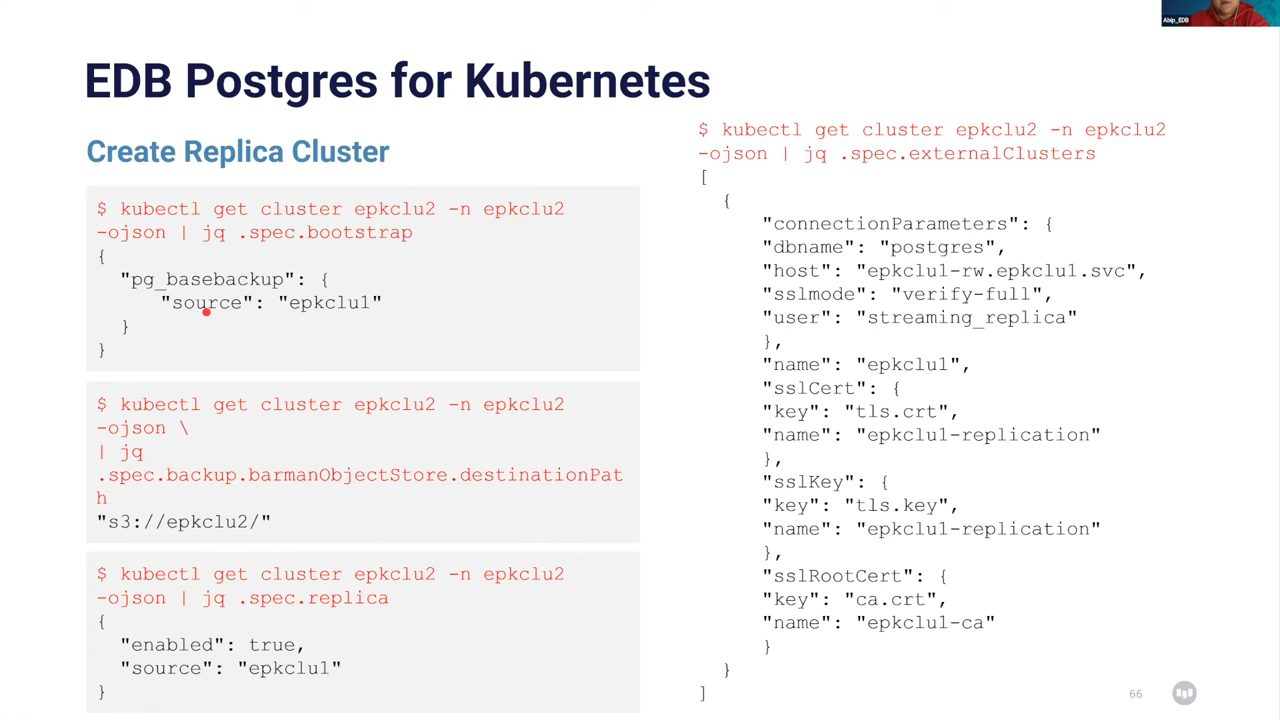 Abip_EDB
EDB Postgres for Kubernetes
Create Replica Cluster
$ kubectl get cluster epkclu2 -n epkclu2
-ojson | jq .spec.bootstrap
{
"pg_basebackup": {
"source": "epkclu1"
}
}
$ kubectl get cluster epkclu2 -n epkclu2
-ojson \
| jq
.spec.backup.barmanObjectStore.destinationPat
h
"s3://epkclu2/"
$ kubectl get cluster epkclu2 -n epkclu2
-ojson | jq .spec.replica
{
"enabled": true,
"source": "epkclu1"
}
$ kubectl get cluster epkclu2 -n epkclu2
-ojson | jq .spec.externalClusters
[
{
"connectionParameters": {
"dbname": "postgres",
"host": "epkclu1-rw.epkclu1.svc",
"sslmode": "verify-full",
"user": "streaming_replica"
},
"name": "epkclu1",
"sslCert": {
"key": "tls.crt",
"name": "epkclu1-replication"
},
"sslKey": {
"key": "tls.key",
"name": "epkclu1-replication"
},
"sslRootCert": {
"key": "ca.crt",
"name": "epkclu1-ca"
}
}
]
66